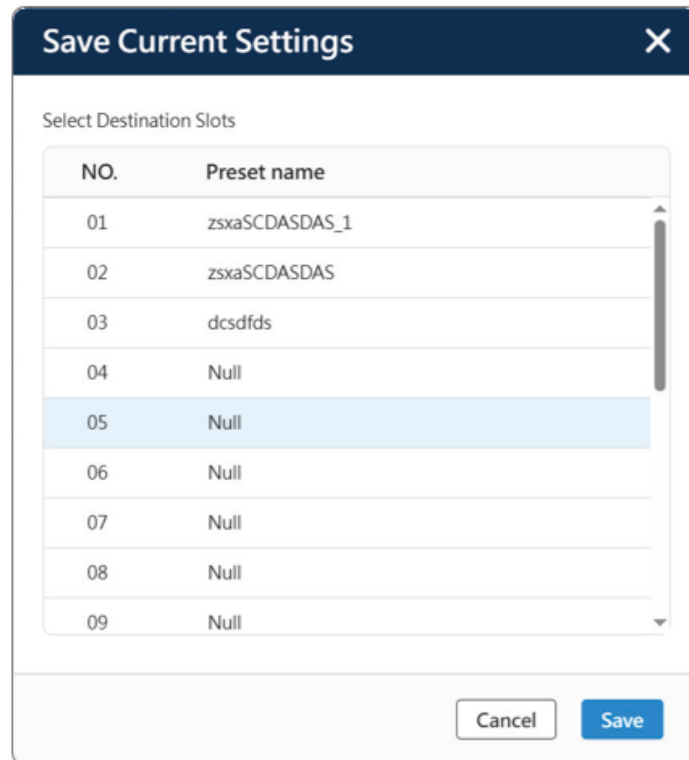 Save Current Settings
Select Destination Slots
NO. Preset name
01 zsxaSCDASDAS_1
02 zsxaSCDASDAS
03 dcsdfds
04 Null
05 Null
06 Null
07 Null
08 Null
09 Null
Cancel Save